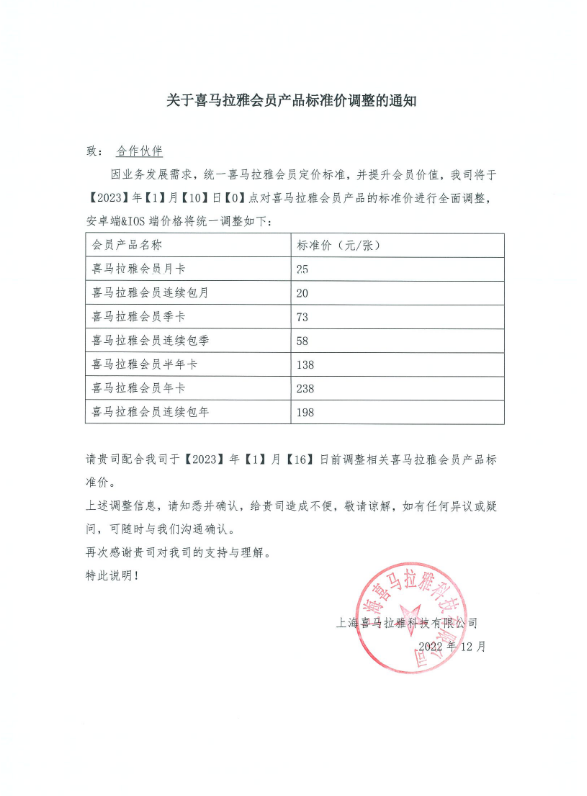 关于喜马拉雅会员产品标准价调整的通知
致： 合作伙伴
因业务发展需求，统一喜马拉雅会员定价标准，并提升会员价值，我司将于
【2023】年【1】月【10】日【0】点对喜马拉雅会员产品的标准价进行全面调整，
安卓端&IOS 端价格将统一调整如下：
会员产品名称 标准价（元/张）
喜马拉雅会员月卡 25
喜马拉雅会员连续包月 20
喜马拉雅会员季卡 73
喜马拉雅会员连续包季 58
喜马拉雅会员半年卡 138
喜马拉雅会员年卡 238
喜马拉雅会员连续包年 198
请贵司配合我司于【2023】年【1】月【16】日前调整相关喜马拉雅会员产品标
准价。
上述调整信息，请知悉并确认，给贵司造成不便，敬请谅解，如有任何异议或疑
问，可随时与我们沟通确认。
再次感谢贵司对我司的支持与理解。
特此说明！
上海喜马拉雅科技有限公司
2022 年 12 月
海喜马拉雅科技有限公司